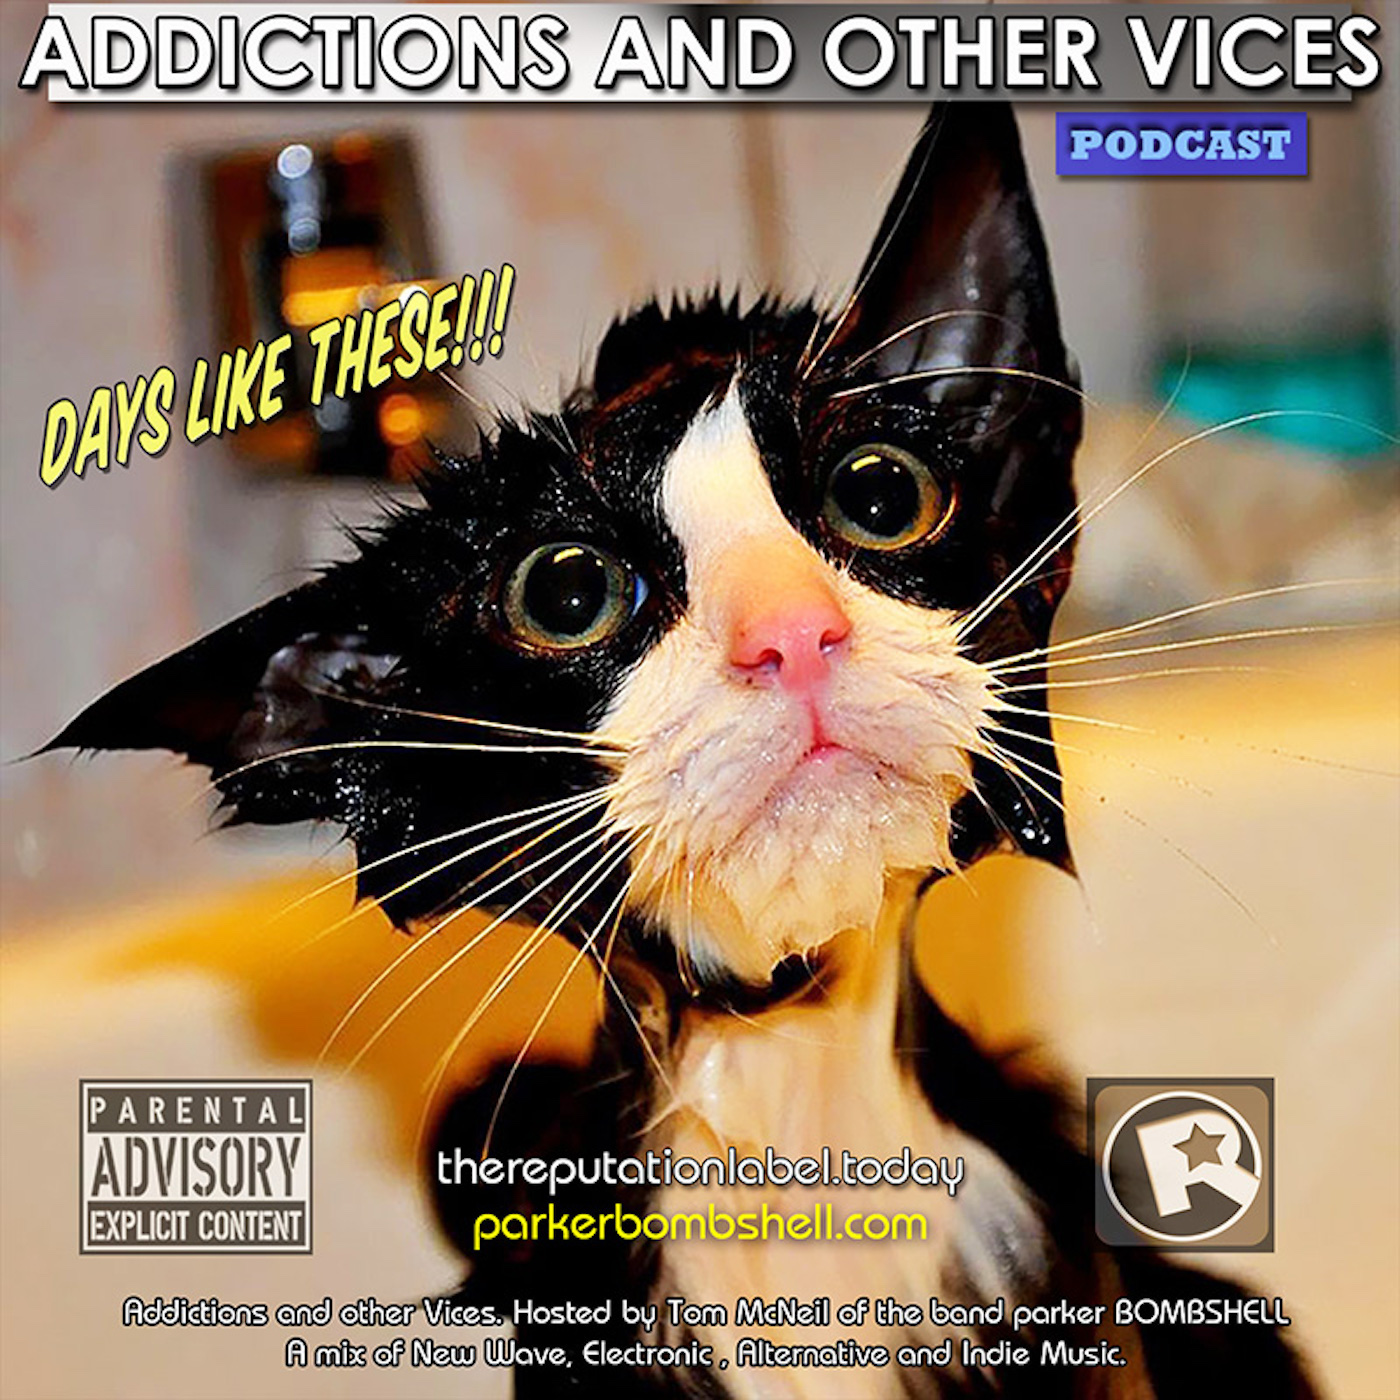 ADDICTIONS AND OTHER VICES
PODCAST
DAYS LIKE THESE!!!
PARENTAL
ADVISORY
EXPLICIT CONTENT
thereputationlabel.today
parkerbombshell.com
R
Addictions and other Vices. Hosted by Tom McNeil of the band parker BOMBSHELL
A mix of New Wave, Electronic , Alternative and Indie Music.